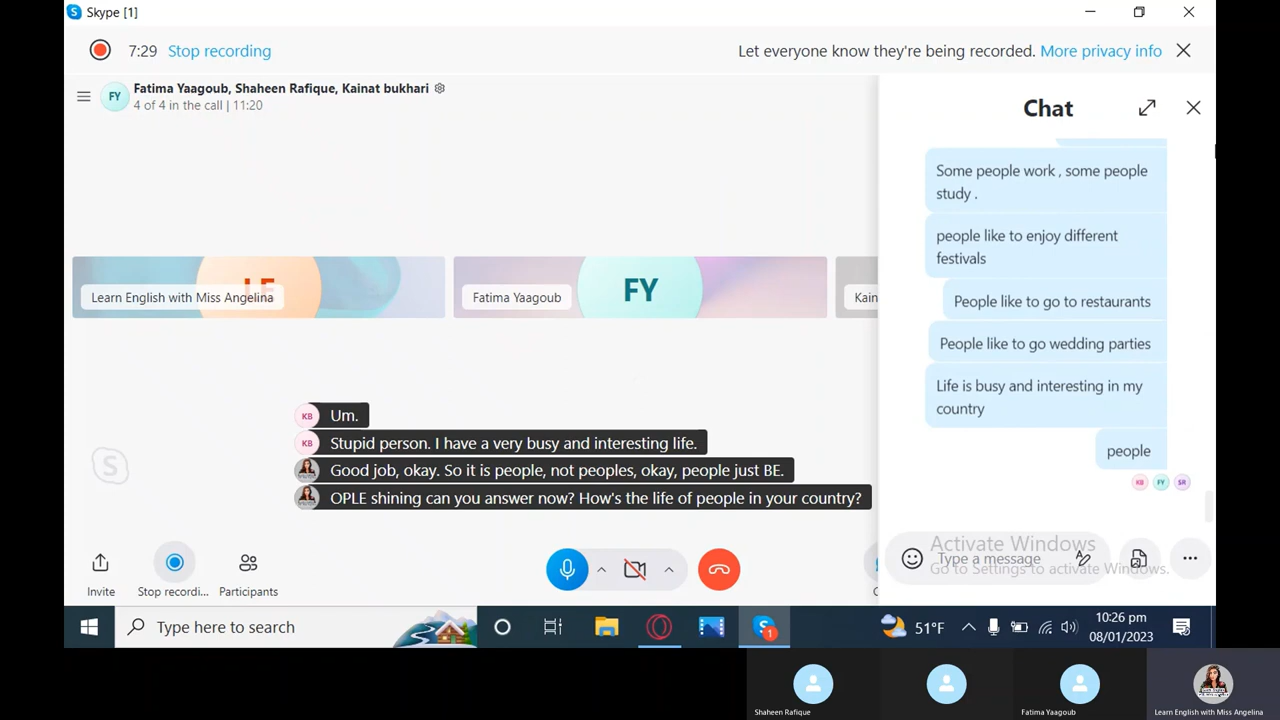 Skype [1]
7:29 Stop recording
Let everyone know they're being recorded. More privacy info
FY
Fatima Yaagoub, Shaheen Rafique, Kainat bukhari
4 of 4 in the call | 11:20
Chat
Some people work , some people
study .
people like to enjoy different
festivals
People like to go to restaurants
People like to go wedding parties
Life is busy and interesting in my
country
people
KB FY SR
LE
Learn English with Miss Angelina
FY
Fatima Yaagoub
Kain
KB Um.
KB Stupid person. I have a very busy and interesting life.
Good job, okay. So it is people, not peoples, okay, people just BE.
OPLE shining can you answer now? How's the life of people in your country?
Activate Windows
Type a message
Go to Settings to activate Windows.
Invite
Stop recordi...
Participants
Type here to search
1
51°F
10:26 pm
08/01/2023
Shaheen Rafique
Fatima Yaagoub
Learn English with Miss Angelina